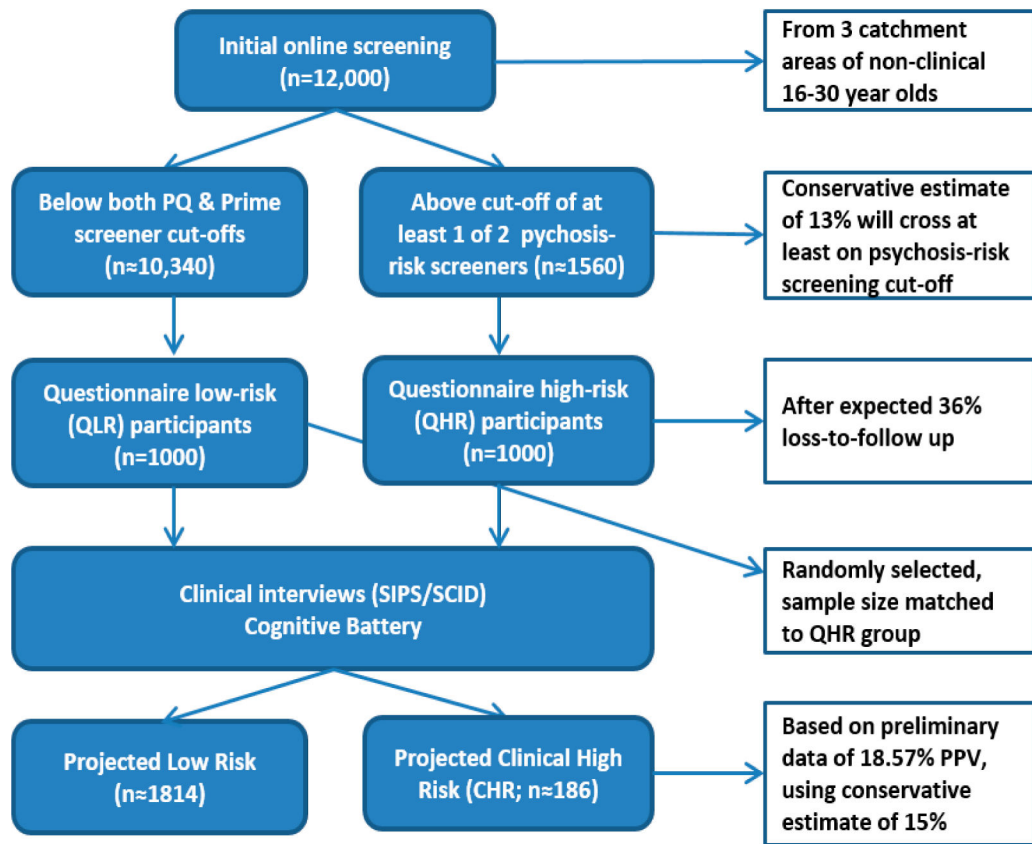 Initial online screening
(n=12,000)
From 3 catchment
areas of non-clinical
16-30 year olds
Below both PQ & Prime
screener cut-offs
(n≈10,340)
Above cut-off of at
least 1 of 2 pychosis-
risk screeners (n≈1560)
Conservative estimate
of 13% will cross at
least on psychosis-risk
screening cut-off
Questionnaire low-risk
(QLR) participants
(n=1000)
Questionnaire high-risk
(QHR) participants
(n=1000)
After expected 36%
loss-to-follow up
Clinical interviews (SIPS/SCID)
Cognitive Battery
Randomly selected,
sample size matched
to QHR group
Projected Low Risk
(n≈1814)
Projected Clinical High
Risk (CHR; n≈186)
Based on preliminary
data of 18.57% PPV,
using conservative
estimate of 15%